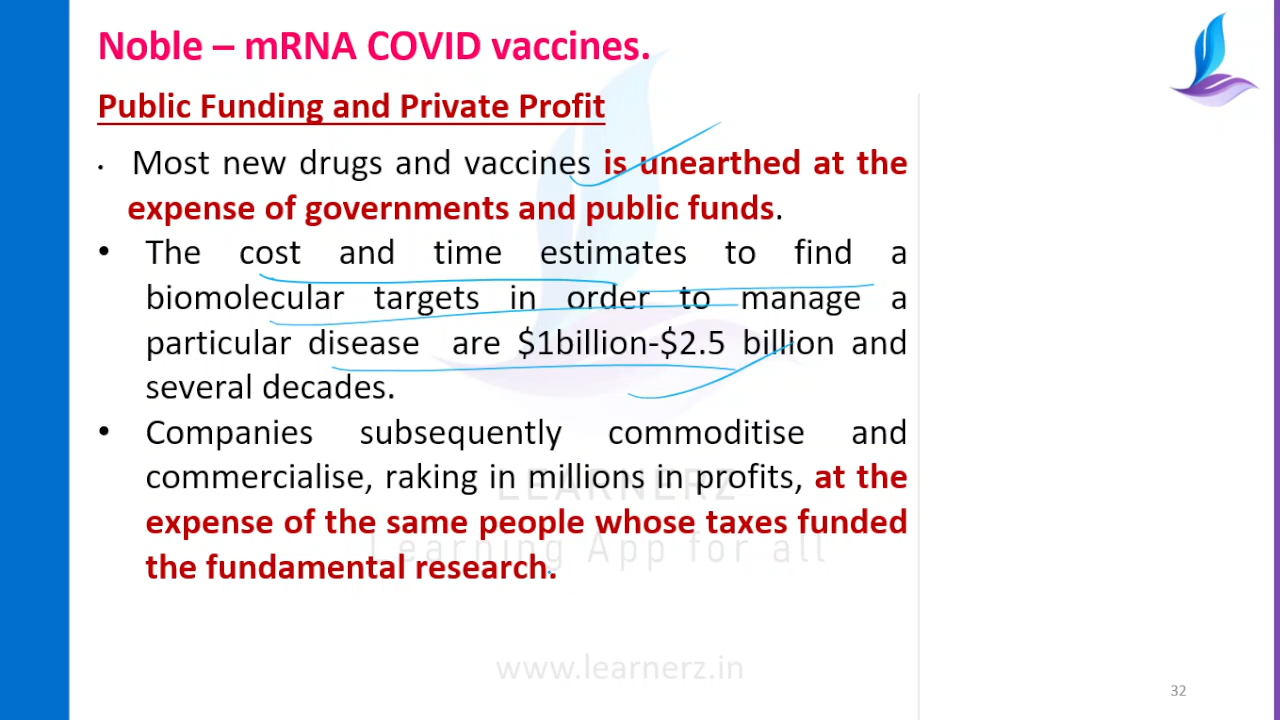 Noble – mRNA COVID vaccines.
Public Funding and Private Profit
• Most new drugs and vaccines is unearthed at the
expense of governments and public funds.
• The cost and time estimates to find a
biomolecular targets in order to manage a
particular disease are $1billion-$2.5 billion and
several decades.
• Companies subsequently commoditise and
commercialise, raking in millions in profits, at the
LEARNERZ
expense of the same people whose taxes funded
Learning App for all
the fundamental research.
www.learnerz.in
32